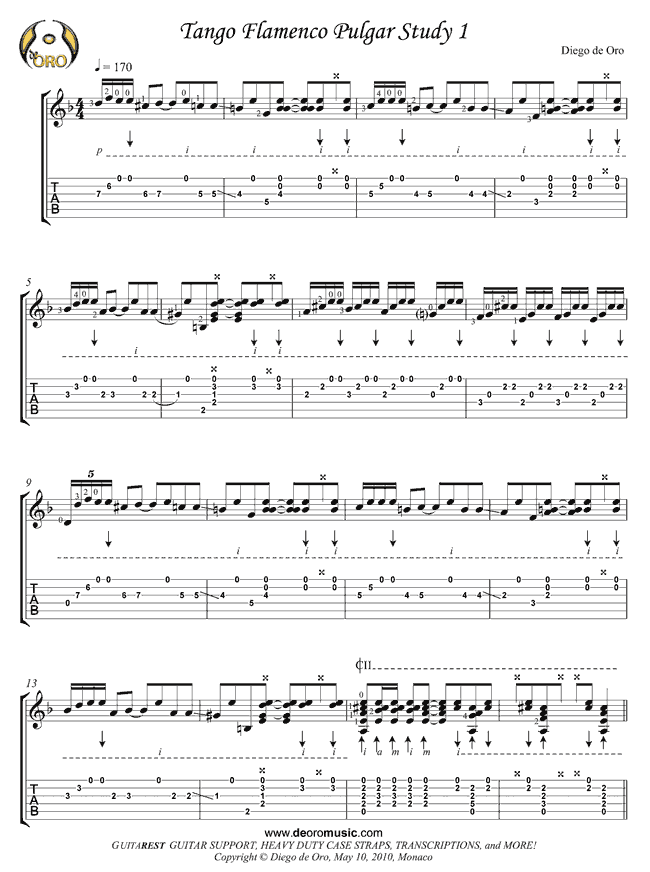 Tango Flamenco Pulgar Study 1
de ORO
Diego de Oro
♩ = 170
p i i i i i i
5
i i i
9
5
i i i i i i
13
₵II
i i i i a m i m i
www.deoromusic.com
GUITAREST GUITAR SUPPORT, HEAVY DUTY CASE STRAPS, TRANSCRIPTIONS, and MORE!
Copyright © Diego de Oro, May 10, 2010, Monaco